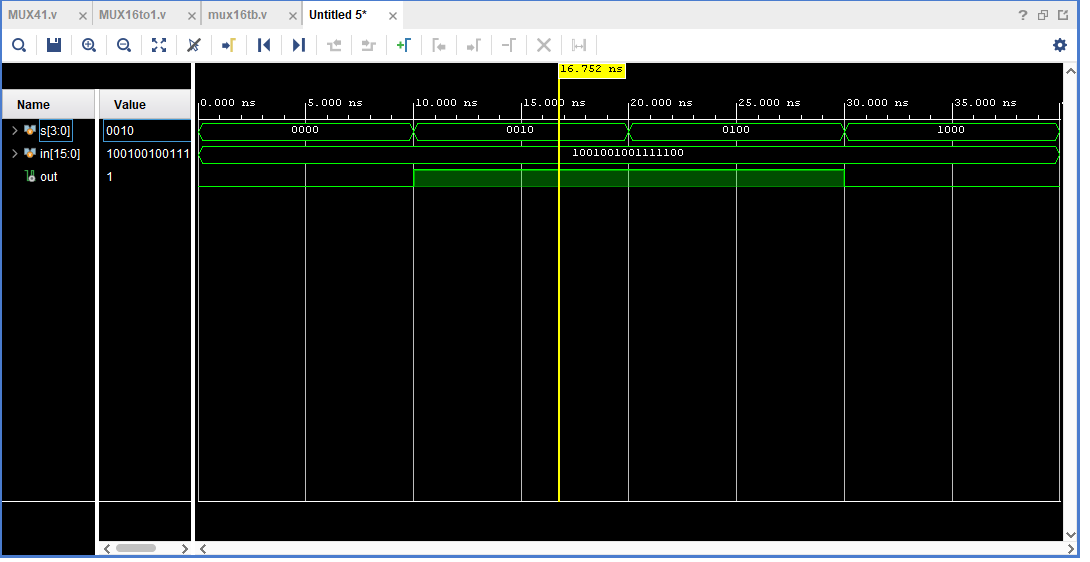 MUX41.v MUX16to1.v mux16tb.v Untitled 5*
?
16.752 ns
Name Value
0.000 ns 5.000 ns 10.000 ns 15.000 ns 20.000 ns 25.000 ns 30.000 ns 35.000 ns
s[3:0] 0010 0000 0010 0100 1000
in[15:0] 100100100111 1001001001111100
out 1